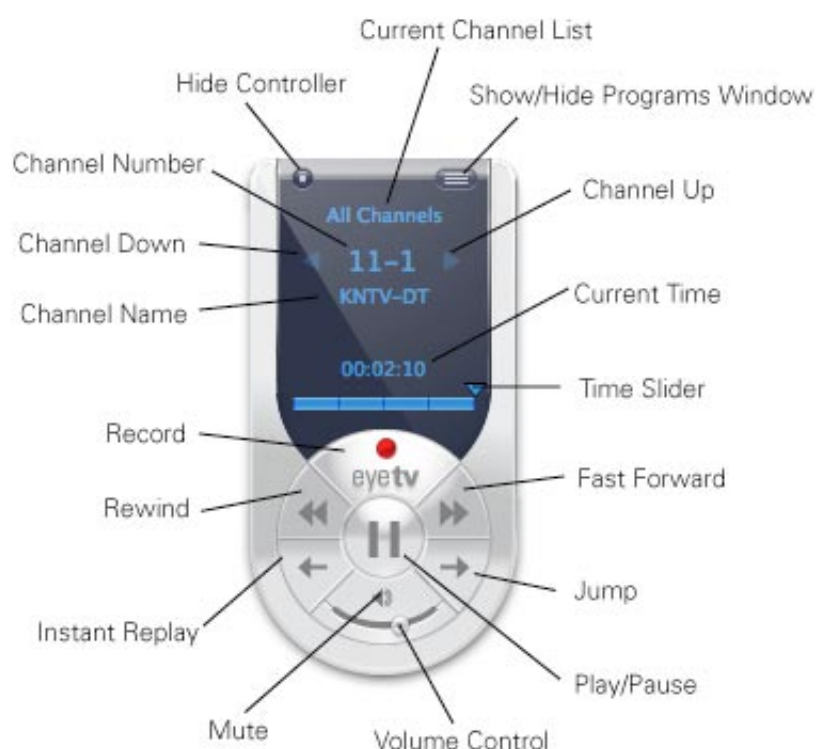 Current Channel List
Hide Controller
Show/Hide Programs Window
Channel Number
Channel Up
All Channels
Channel Down
11-1
KNTV-DT
Channel Name
Current Time
00:02:10
Time Slider
Record
eyetv
Fast Forward
Rewind
Jump
Instant Replay
Play/Pause
Mute
Volume Control